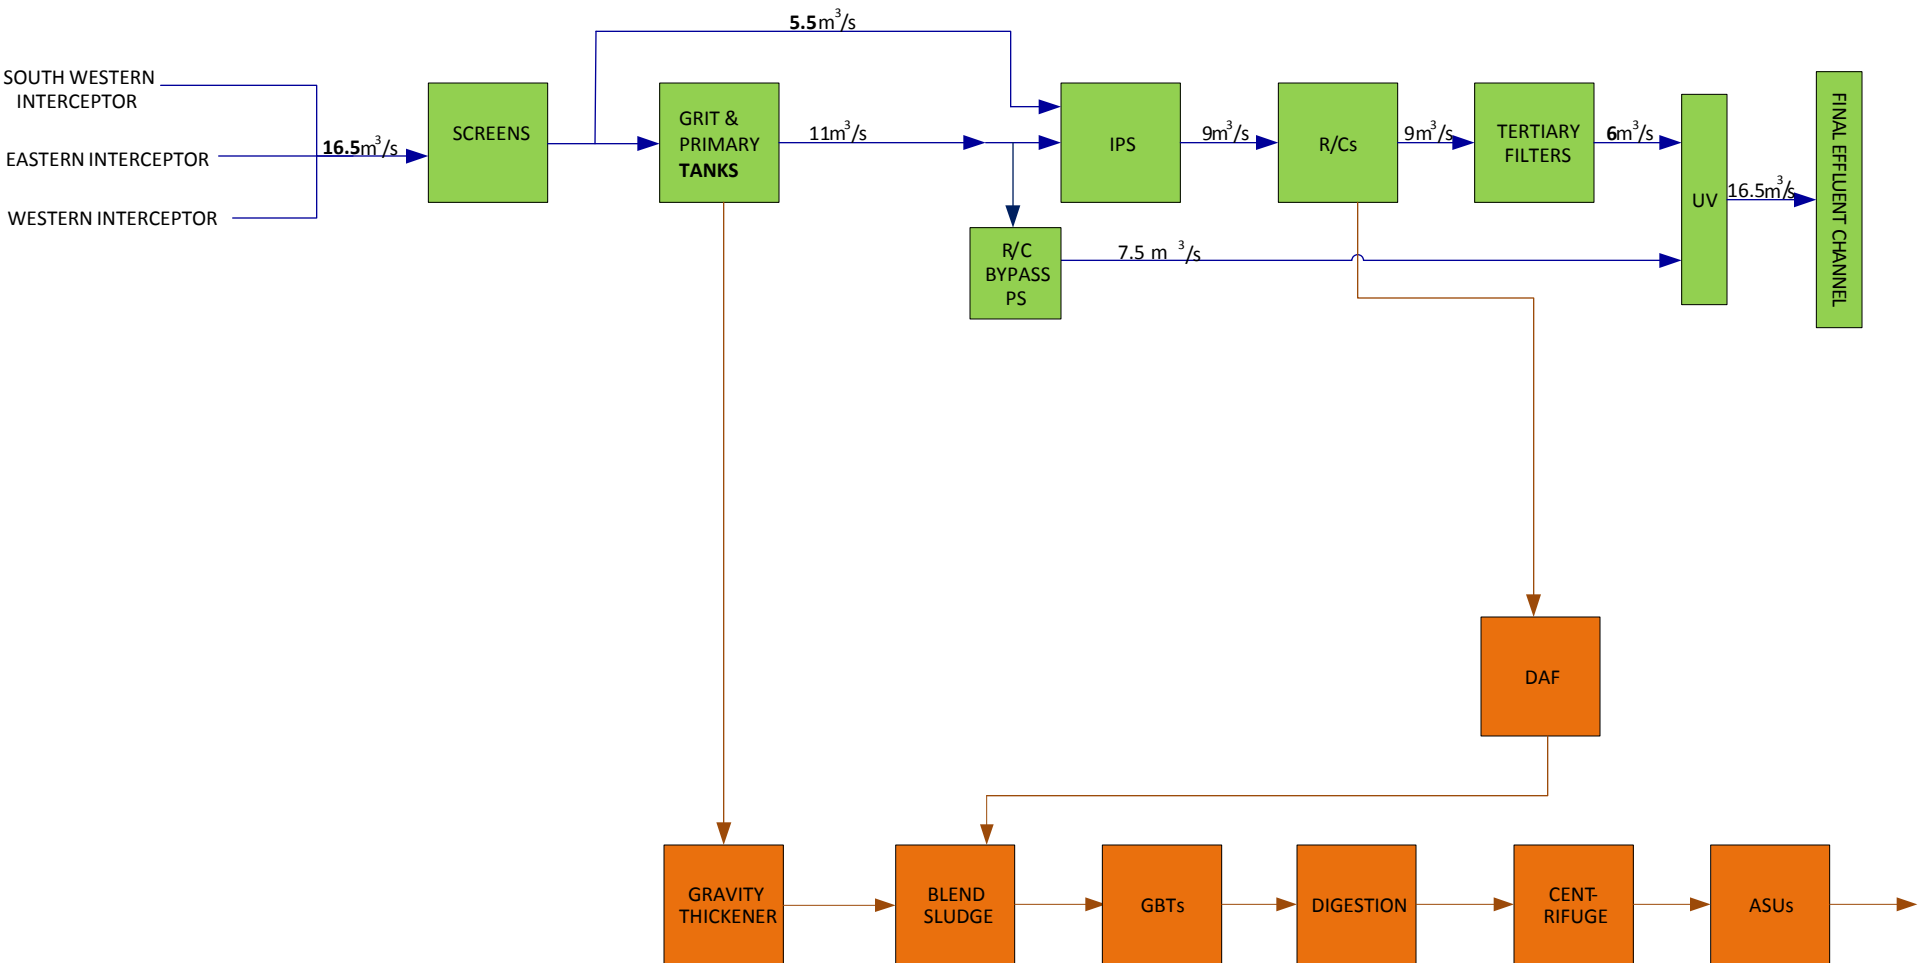 5.5m³/s
SOUTH WESTERN
INTERCEPTOR
EASTERN INTERCEPTOR
WESTERN INTERCEPTOR
16.5m³/s
SCREENS
GRIT &
PRIMARY
TANKS
11m³/s
IPS
9m³/s
R/Cs
9m³/s
TERTIARY
FILTERS
6m³/s
UV
16.5m³/s
FINAL EFFLUENT CHANNEL
R/C
BYPASS
PS
7.5 m ³/s
DAF
GRAVITY
THICKENER
BLEND
SLUDGE
GBTs
DIGESTION
CENT-
RIFUGE
ASUs